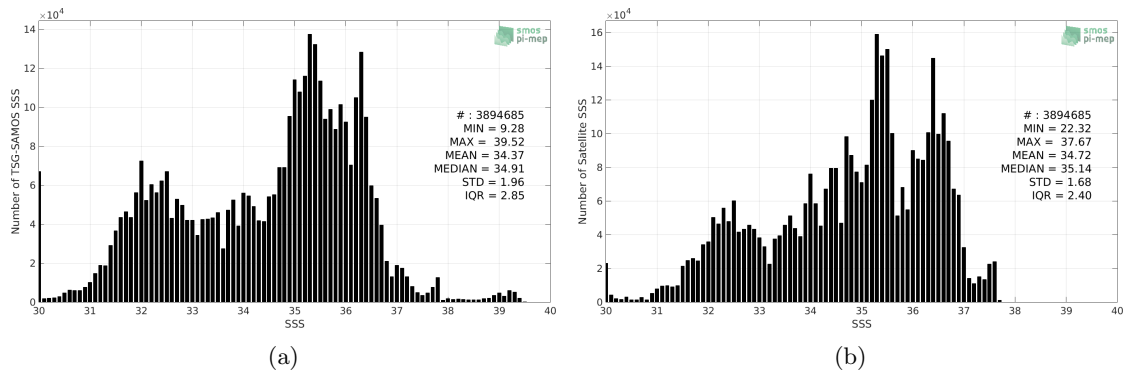 ×10⁴
14
12
10
8
6
4
2
0
Number of TSG-SAMOS SSS
30 31 32 33 34 35 36 37 38 39 40
SSS
smos
pi-mep
# : 3894685
MIN = 9.28
MAX = 39.52
MEAN = 34.37
MEDIAN = 34.91
STD = 1.96
IQR = 2.85
(a)
×10⁴
16
14
12
10
8
6
4
2
0
Number of Satellite SSS
30 31 32 33 34 35 36 37 38 39 40
SSS
smos
pi-mep
# : 3894685
MIN = 22.32
MAX = 37.67
MEAN = 34.72
MEDIAN = 35.14
STD = 1.68
IQR = 2.40
(b)